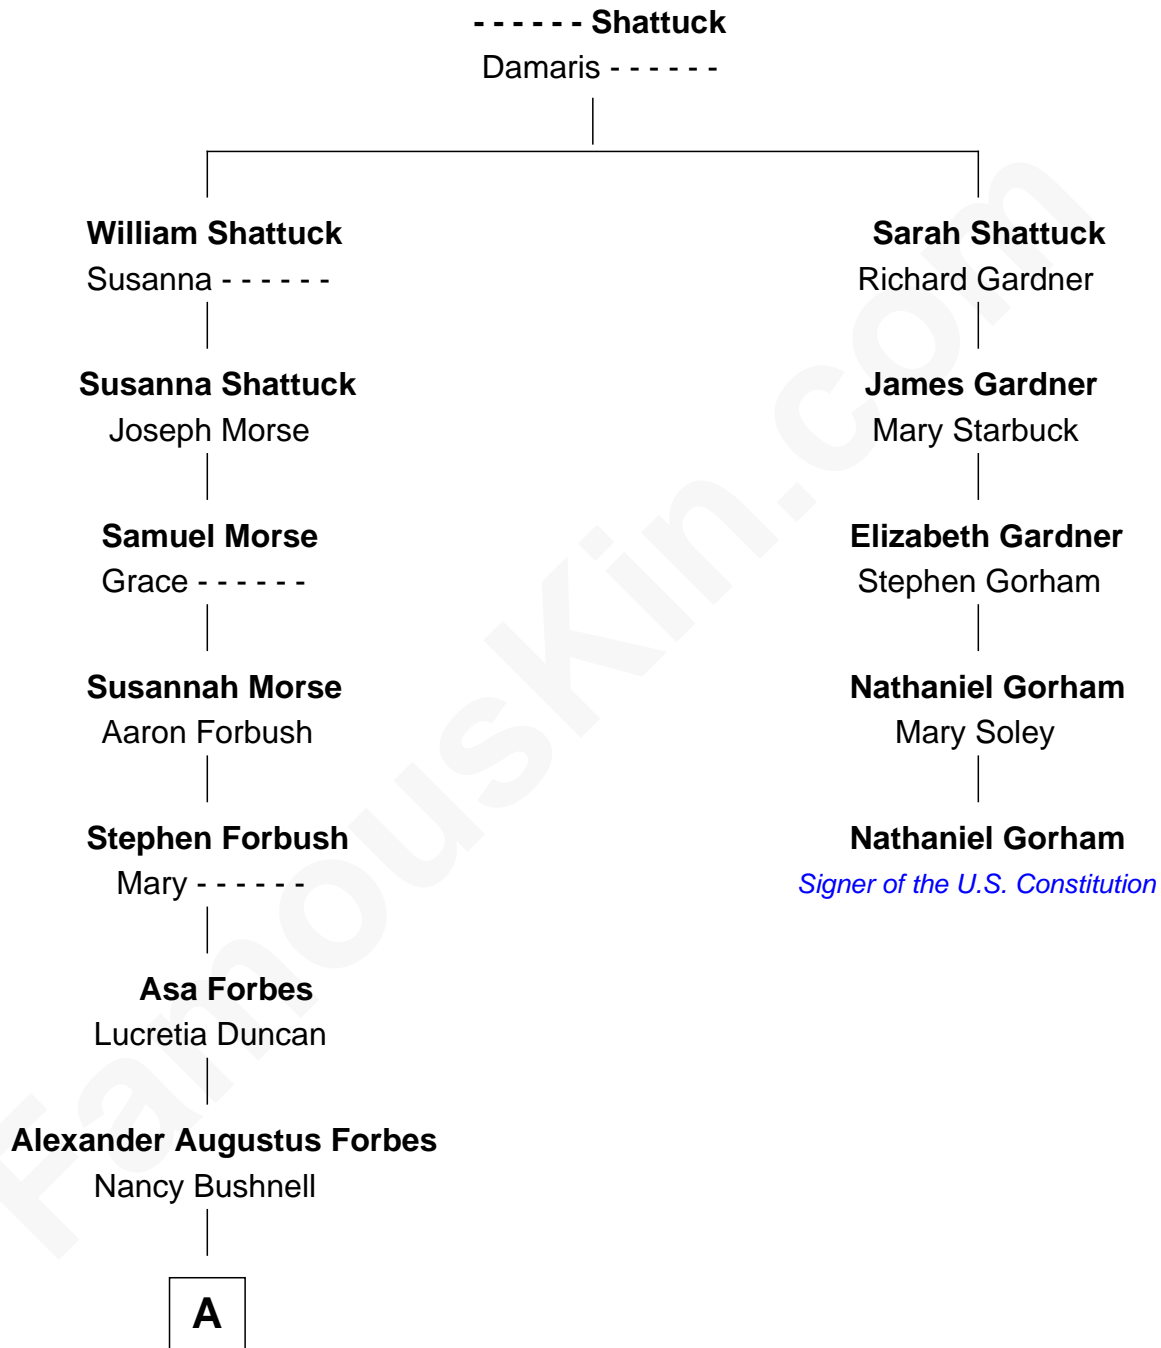 - - - - - - Shattuck
Damaris - - - - - -
William Shattuck
Susanna - - - - - -
Sarah Shattuck
Richard Gardner
Susanna Shattuck
Joseph Morse
James Gardner
Mary Starbuck
Samuel Morse
Grace - - - - - -
Elizabeth Gardner
Stephen Gorham
Susannah Morse
Aaron Forbush
Nathaniel Gorham
Mary Soley
Stephen Forbush
Mary - - - - - -
Nathaniel Gorham
Signer of the U.S. Constitution
Asa Forbes
Lucretia Duncan
Alexander Augustus Forbes
Nancy Bushnell
A
FamousKin.com